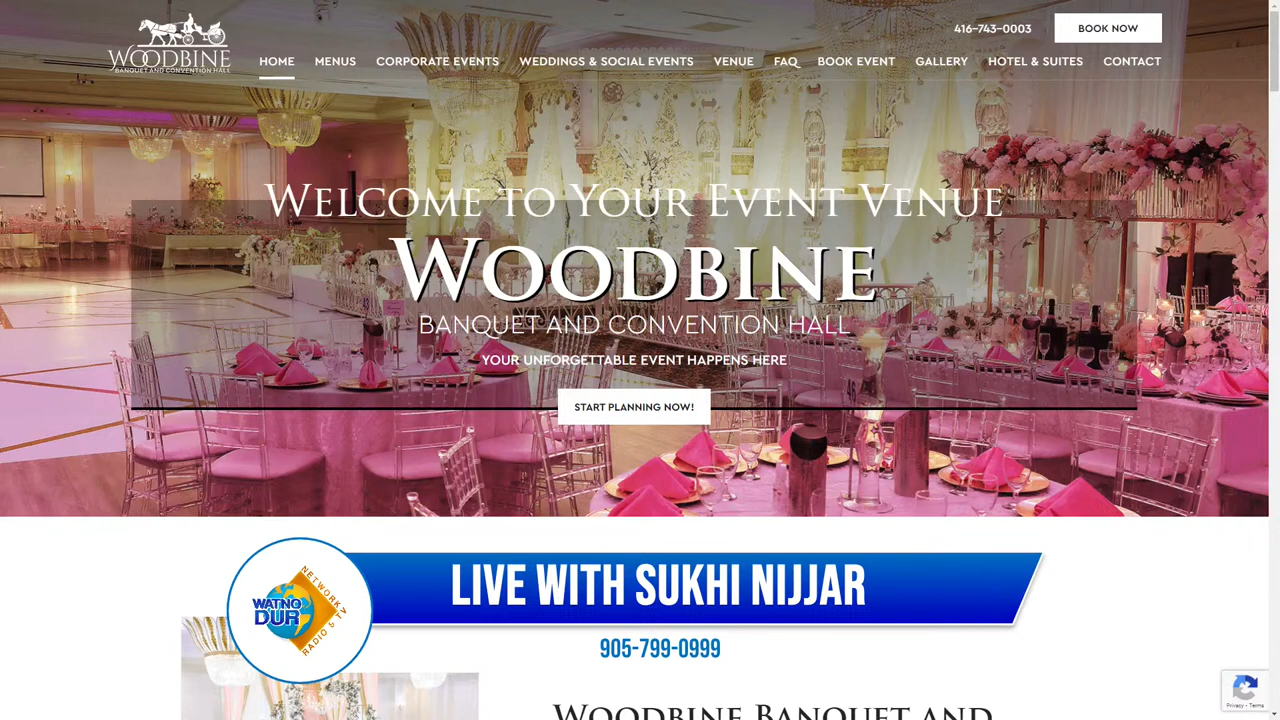 WOODBINE
BANQUET AND CONVENTION HALL
416-743-0003
BOOK NOW
HOME MENUS CORPORATE EVENTS WEDDINGS & SOCIAL EVENTS VENUE FAQ BOOK EVENT GALLERY HOTEL & SUITES CONTACT
WELCOME TO YOUR EVENT VENUE
WOODBINE
BANQUET AND CONVENTION HALL
YOUR UNFORGETTABLE EVENT HAPPENS HERE
START PLANNING NOW!
WATNO
DUR
NETWORK
RADIO & TV
LIVE WITH SUKHI NIJJAR
905-799-0999
WOODBINE BANQUET AND
Privacy - Terms